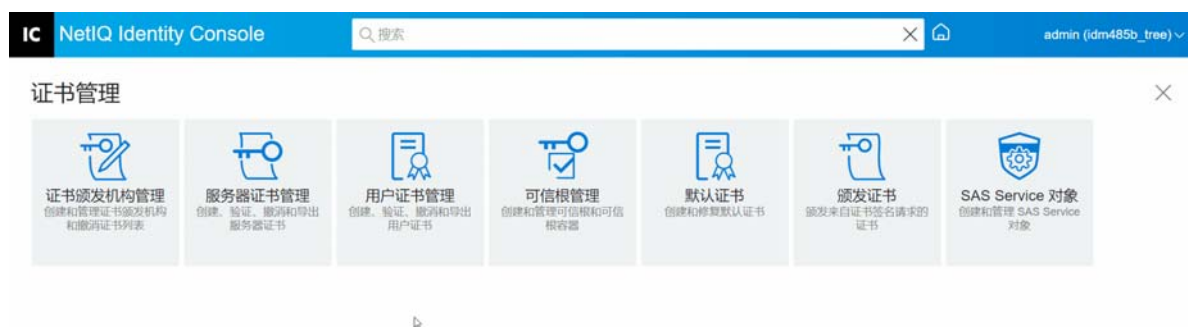 IC NetIQ Identity Console 搜索 admin (idm485b_tree)
证书管理
证书颁发机构管理
创建和管理证书颁发机构
和撤消证书列表
服务器证书管理
创建、验证、撤消和导出
服务器证书
用户证书管理
创建、验证、撤消和导出
用户证书
可信根管理
创建和管理可信根和可信
根容器
默认证书
创建和修复默认证书
颁发证书
颁发来自证书签名请求的
证书
SAS Service 对象
创建和管理 SAS Service
对象